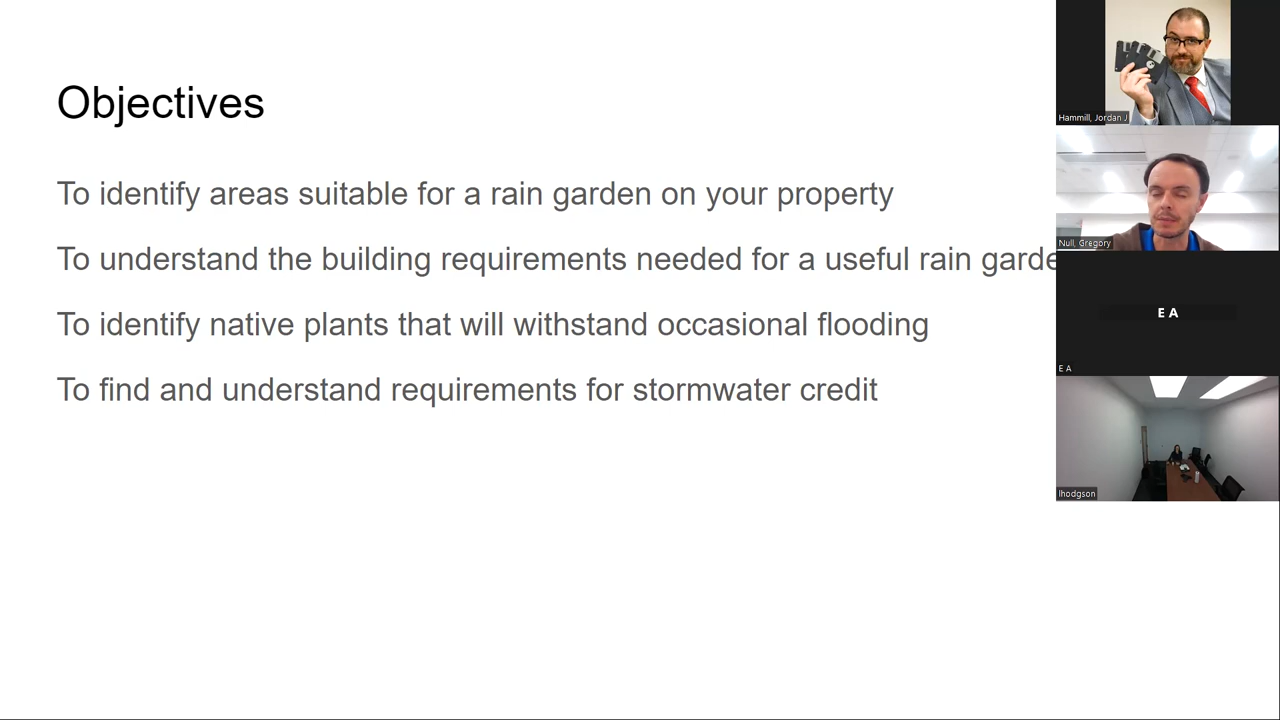 Objectives
To identify areas suitable for a rain garden on your property
To understand the building requirements needed for a useful rain garde
To identify native plants that will withstand occasional flooding
To find and understand requirements for stormwater credit
Hammill, Jordan J
Null, Gregory
E A
E A
lhodgson